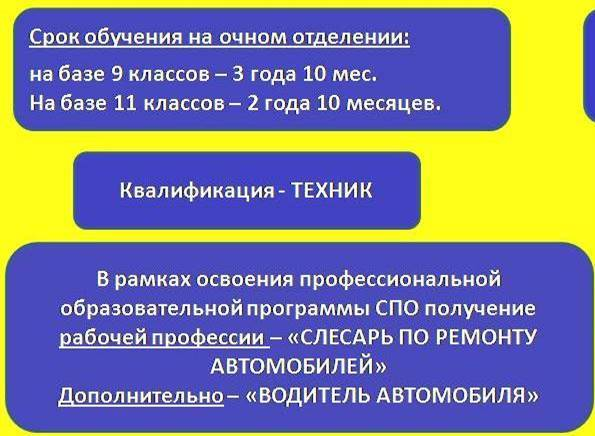 Срок обучения на очном отделении:
на базе 9 классов – 3 года 10 мес.
На базе 11 классов – 2 года 10 месяцев.
Квалификация - ТЕХНИК
В рамках освоения профессиональной
образовательной программы СПО получение
рабочей профессии – «СЛЕСАРЬ ПО РЕМОНТУ
АВТОМОБИЛЕЙ»
Дополнительно – «ВОДИТЕЛЬ АВТОМОБИЛЯ»